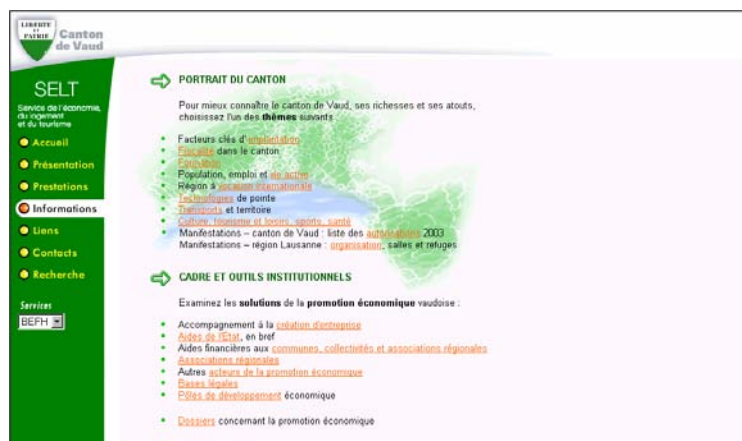 LIBERTE
ET
PATRIE
Canton
de Vaud
SELT
Service de l'économie,
du logement
et du tourisme
Accueil
Présentation
Prestations
Informations
Liens
Contacts
Recherche
Services
BEFH
PORTRAIT DU CANTON
Pour mieux connaître le canton de Vaud, ses richesses et ses atouts,
choisissez l'un des thèmes suivants
Facteurs clés d'implantation
Fiscalité dans le canton
Formation
Population, emploi et vie active
Région à vocation internationale
Technologies de pointe
Transports et territoire
Culture, tourisme et loisirs, sports, santé
Manifestations – canton de Vaud : liste des autorisations 2003
Manifestations – région Lausanne : organisation, salles et refuges
CADRE ET OUTILS INSTITUTIONNELS
Examinez les solutions de la promotion économique vaudoise :
Accompagnement à la création d'entreprise
Aides de l'Etat, en bref
Aides financières aux communes, collectivités et associations régionales
Associations régionales
Autres acteurs de la promotion économique
Bases légales
Pôles de développement économique
Dossiers concernant la promotion économique